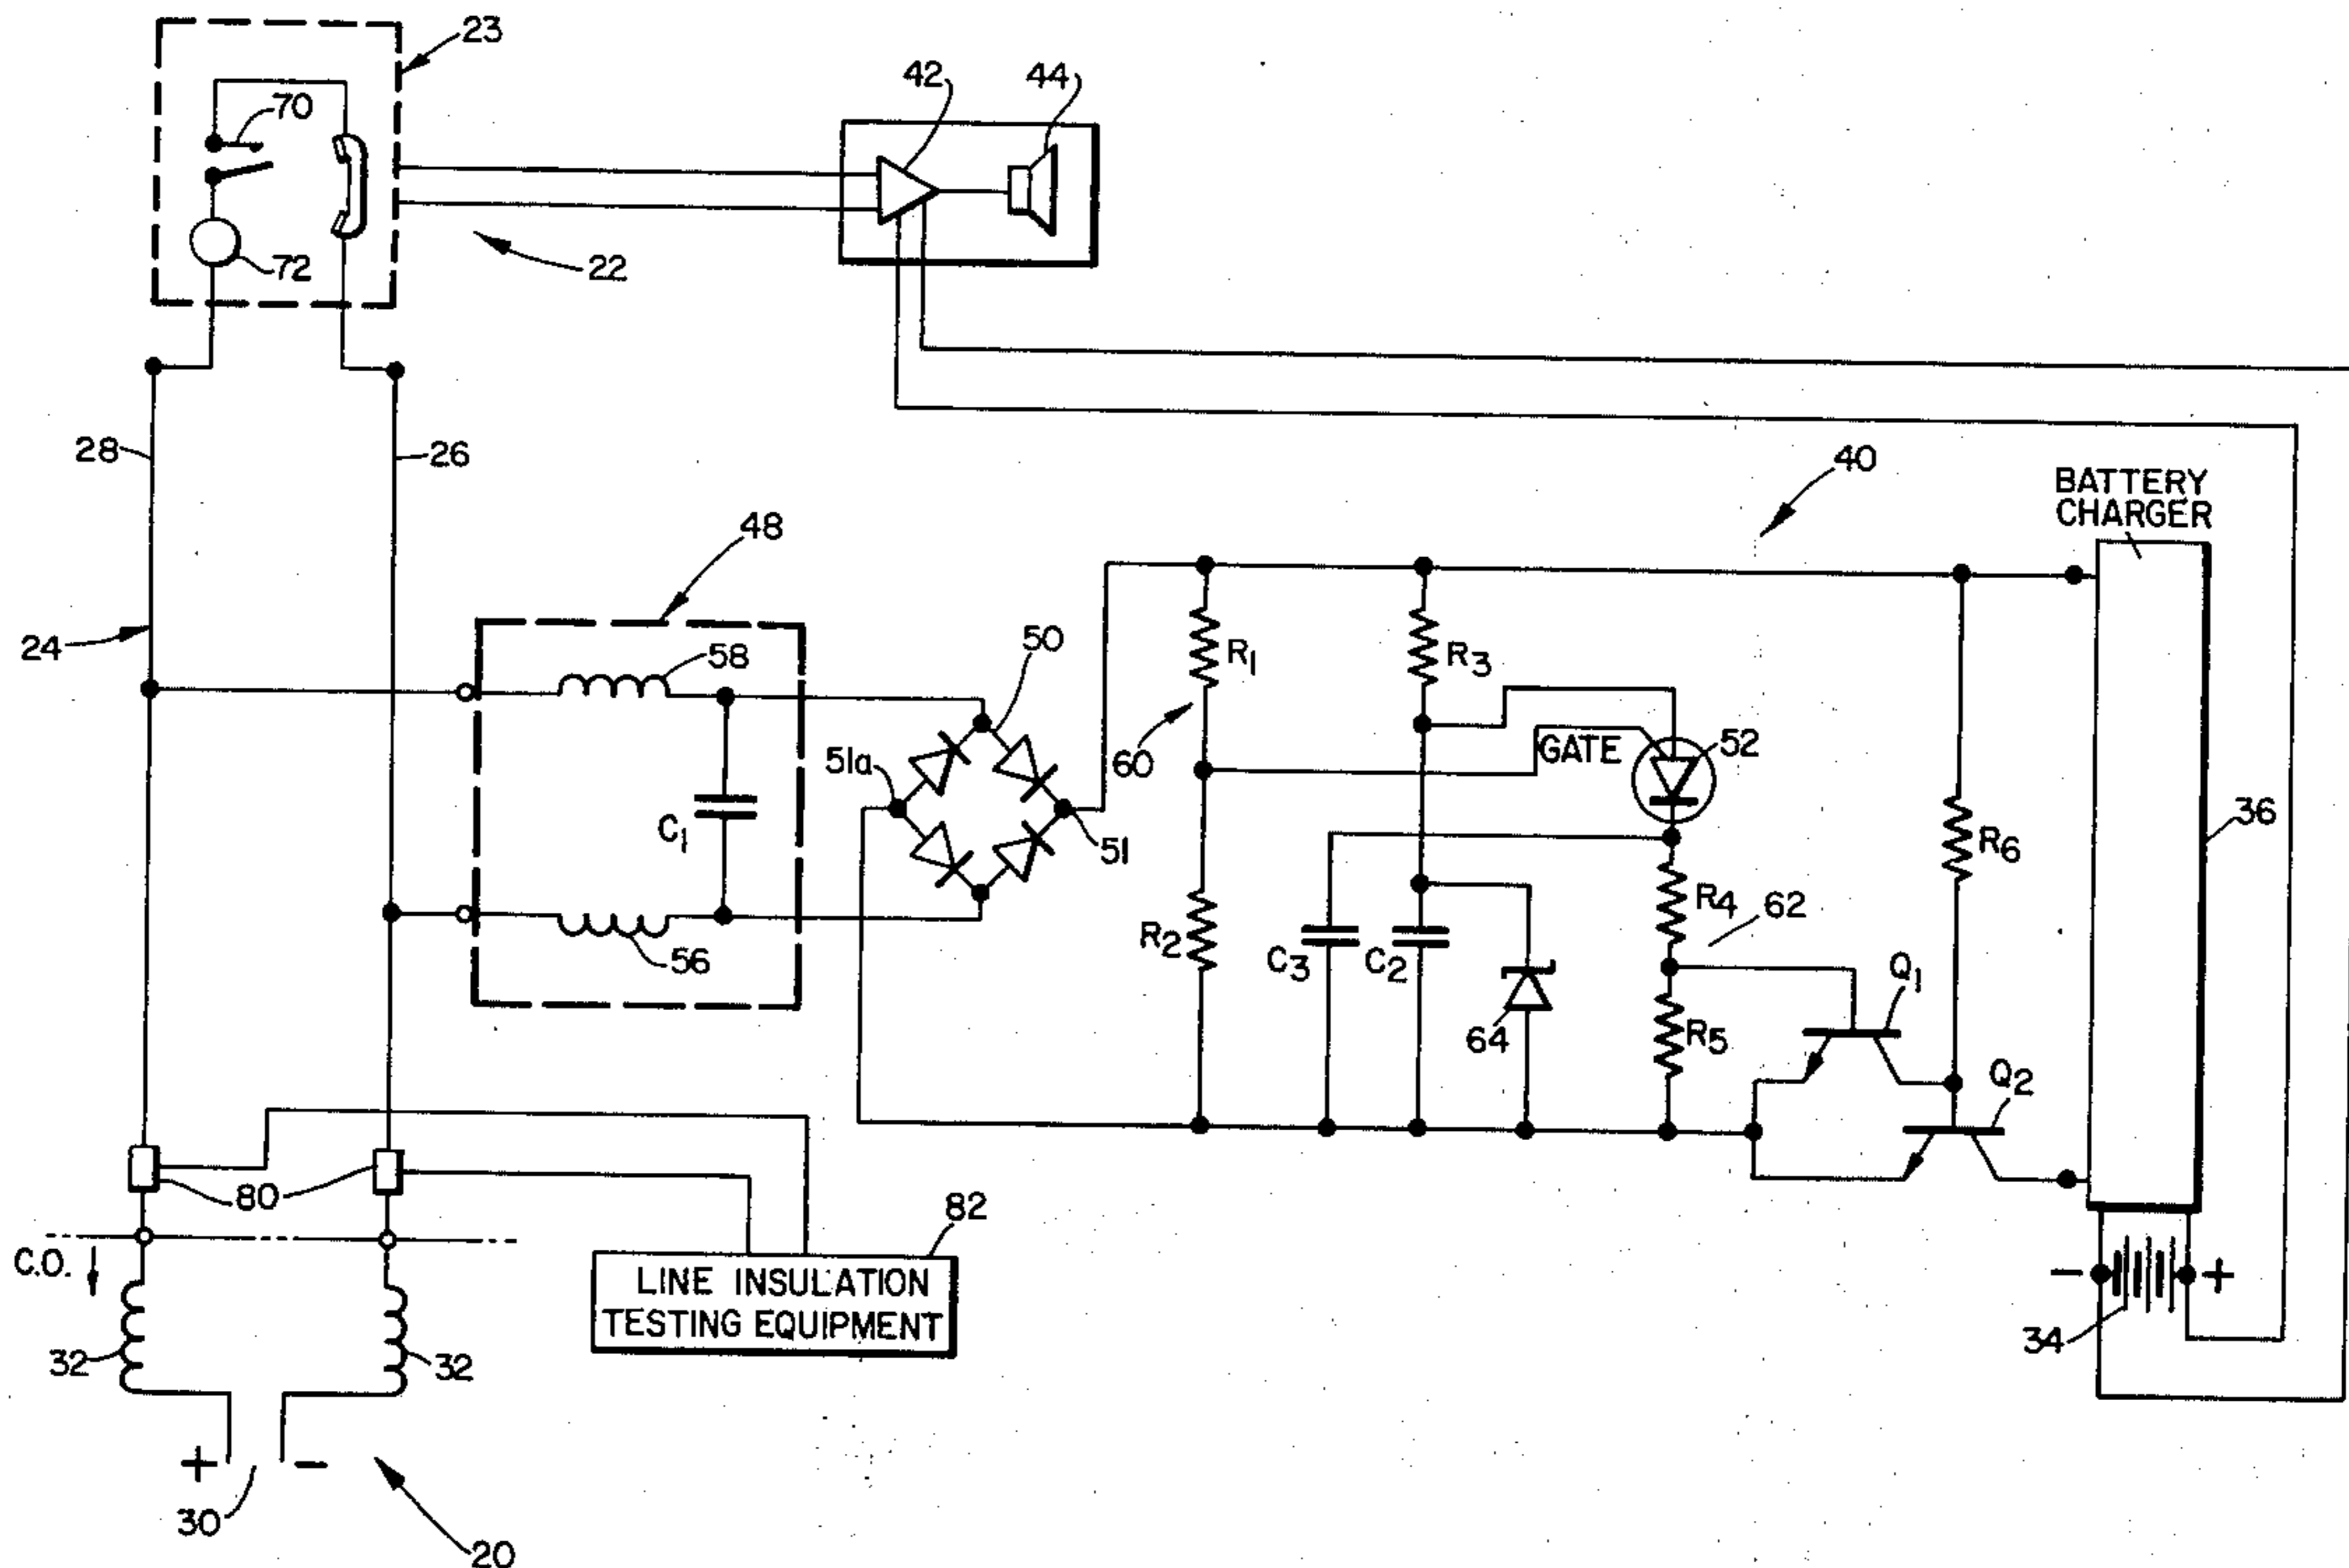 23
42
44
70
72
22
28
26
40
BATTERY
CHARGER
48
24
58
50
R1
R3
60
GATE
52
51a
C1
51
36
R6
R4
62
R2
C3
C2
Q1
56
64
R5
Q2
80
82
C.O.
LINE INSULATION
TESTING EQUIPMENT
- +
32
32
34
+ -
30
20